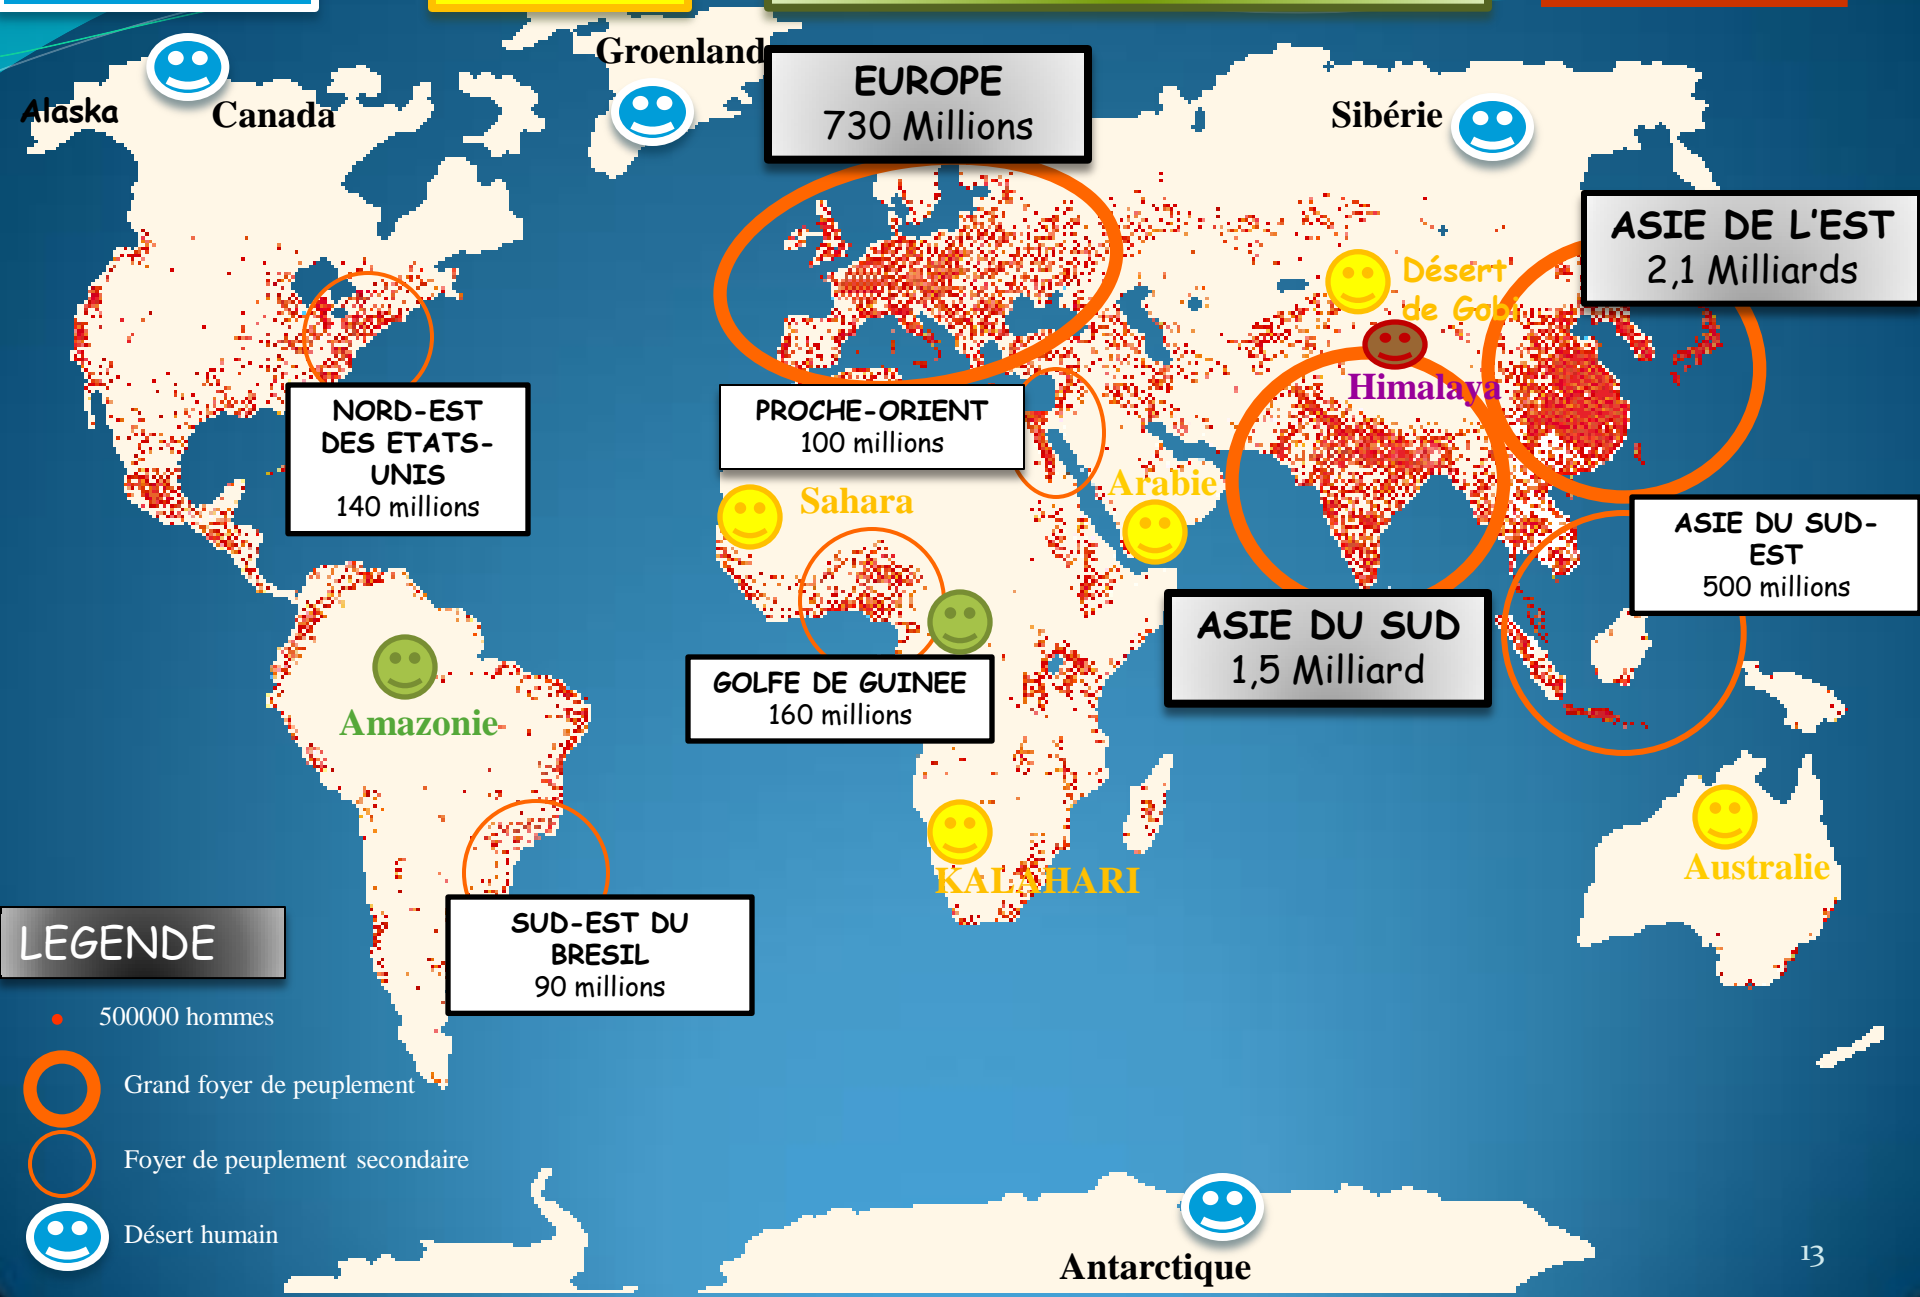 Groenland
Alaska
Canada
EUROPE
730 Millions
Sibérie
ASIE DE L'EST
2,1 Milliards
Désert
de Gobi
Himalaya
NORD-EST
DES ETATS-
UNIS
140 millions
PROCHE-ORIENT
100 millions
Sahara
Arabie
ASIE DU SUD-
EST
500 millions
ASIE DU SUD
1,5 Milliard
GOLFE DE GUINEE
160 millions
Amazonie
KALAHARI
Australie
SUD-EST DU
BRESIL
90 millions
LEGENDE
500000 hommes
Grand foyer de peuplement
Foyer de peuplement secondaire
Désert humain
Antarctique
13